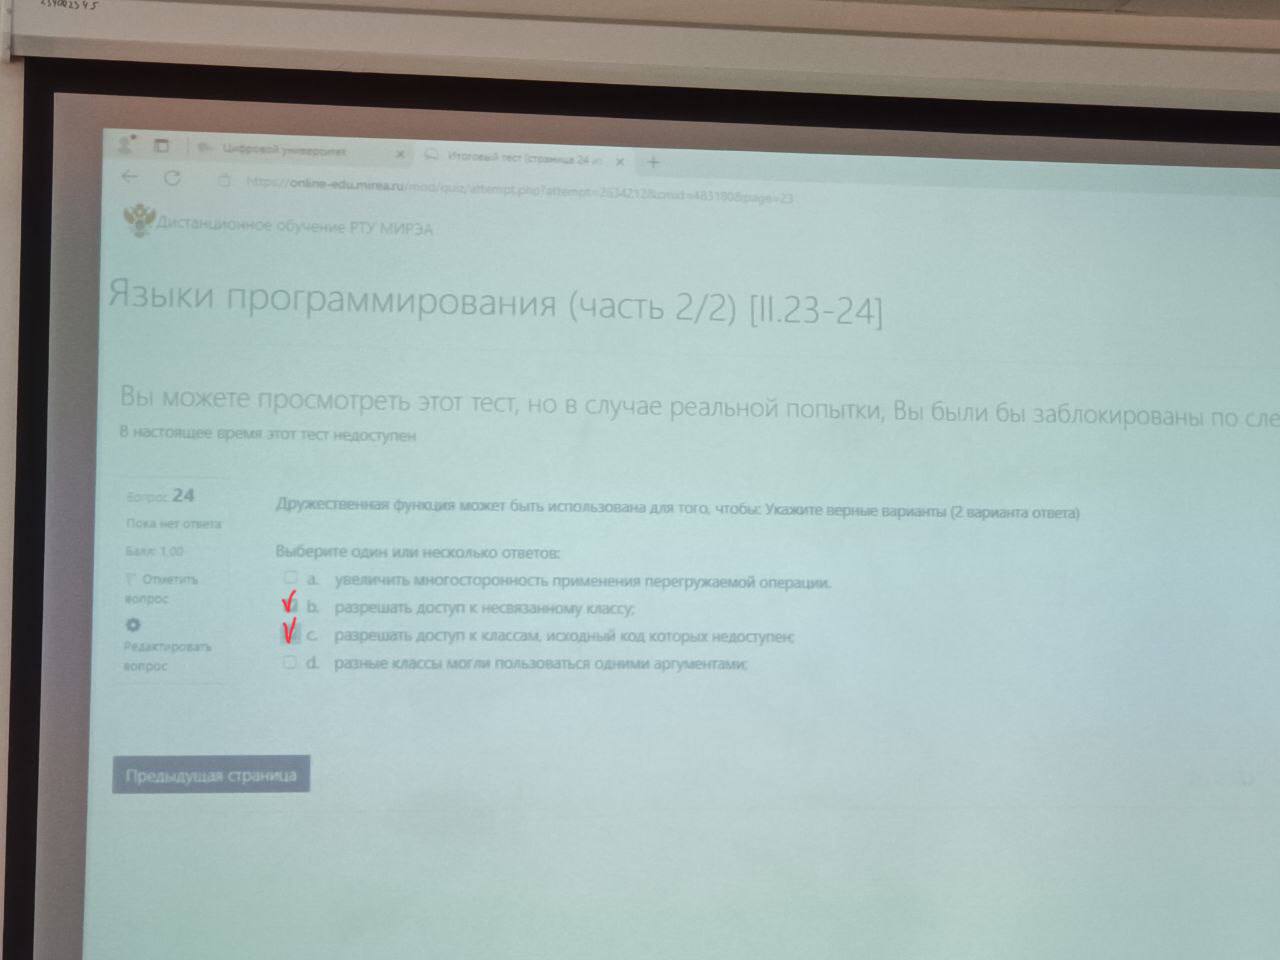 Цифровой университет
Итоговый тест (страница 24 из
https://online-edu.mirea.ru/mod/quiz/attempt.php?attempt=2634212&cmid=483180&page=23
Дистанционное обучение РТУ МИРЭА
Языки программирования (часть 2/2) [II.23-24]
Вы можете просмотреть этот тест, но в случае реальной попытки, Вы были бы заблокированы по сле
В настоящее время этот тест недоступен
Вопрос 24
Пока нет ответа
Балл: 1,00
Отметить
вопрос
Редактировать
вопрос
Дружественная функция может быть использована для того, чтобы: Укажите верные варианты (2 варианта ответа)
Выберите один или несколько ответов:
a. увеличить многосторонность применения перегружаемой операции.
b. разрешать доступ к несвязанному классу;
c. разрешать доступ к классам, исходный код которых недоступен;
d. разные классы могли пользоваться одними аргументами;
Предыдущая страница